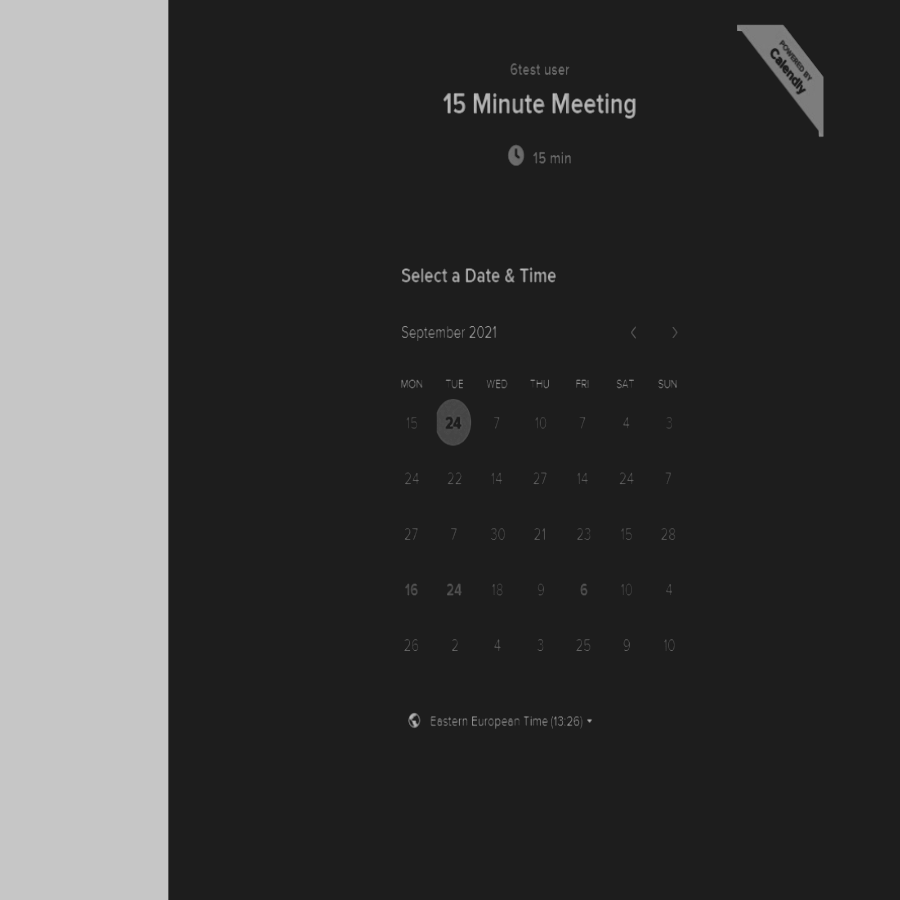 POWERED BY
Calendly
6test user
15 Minute Meeting
15 min
Select a Date & Time
September 2021
MON TUE WED THU FRI SAT SUN
15 24 7 10 7 4 3
24 22 14 27 14 24 7
27 7 30 21 23 15 28
16 24 18 9 6 10 4
26 2 4 3 25 9 10
Eastern European Time (13:26)